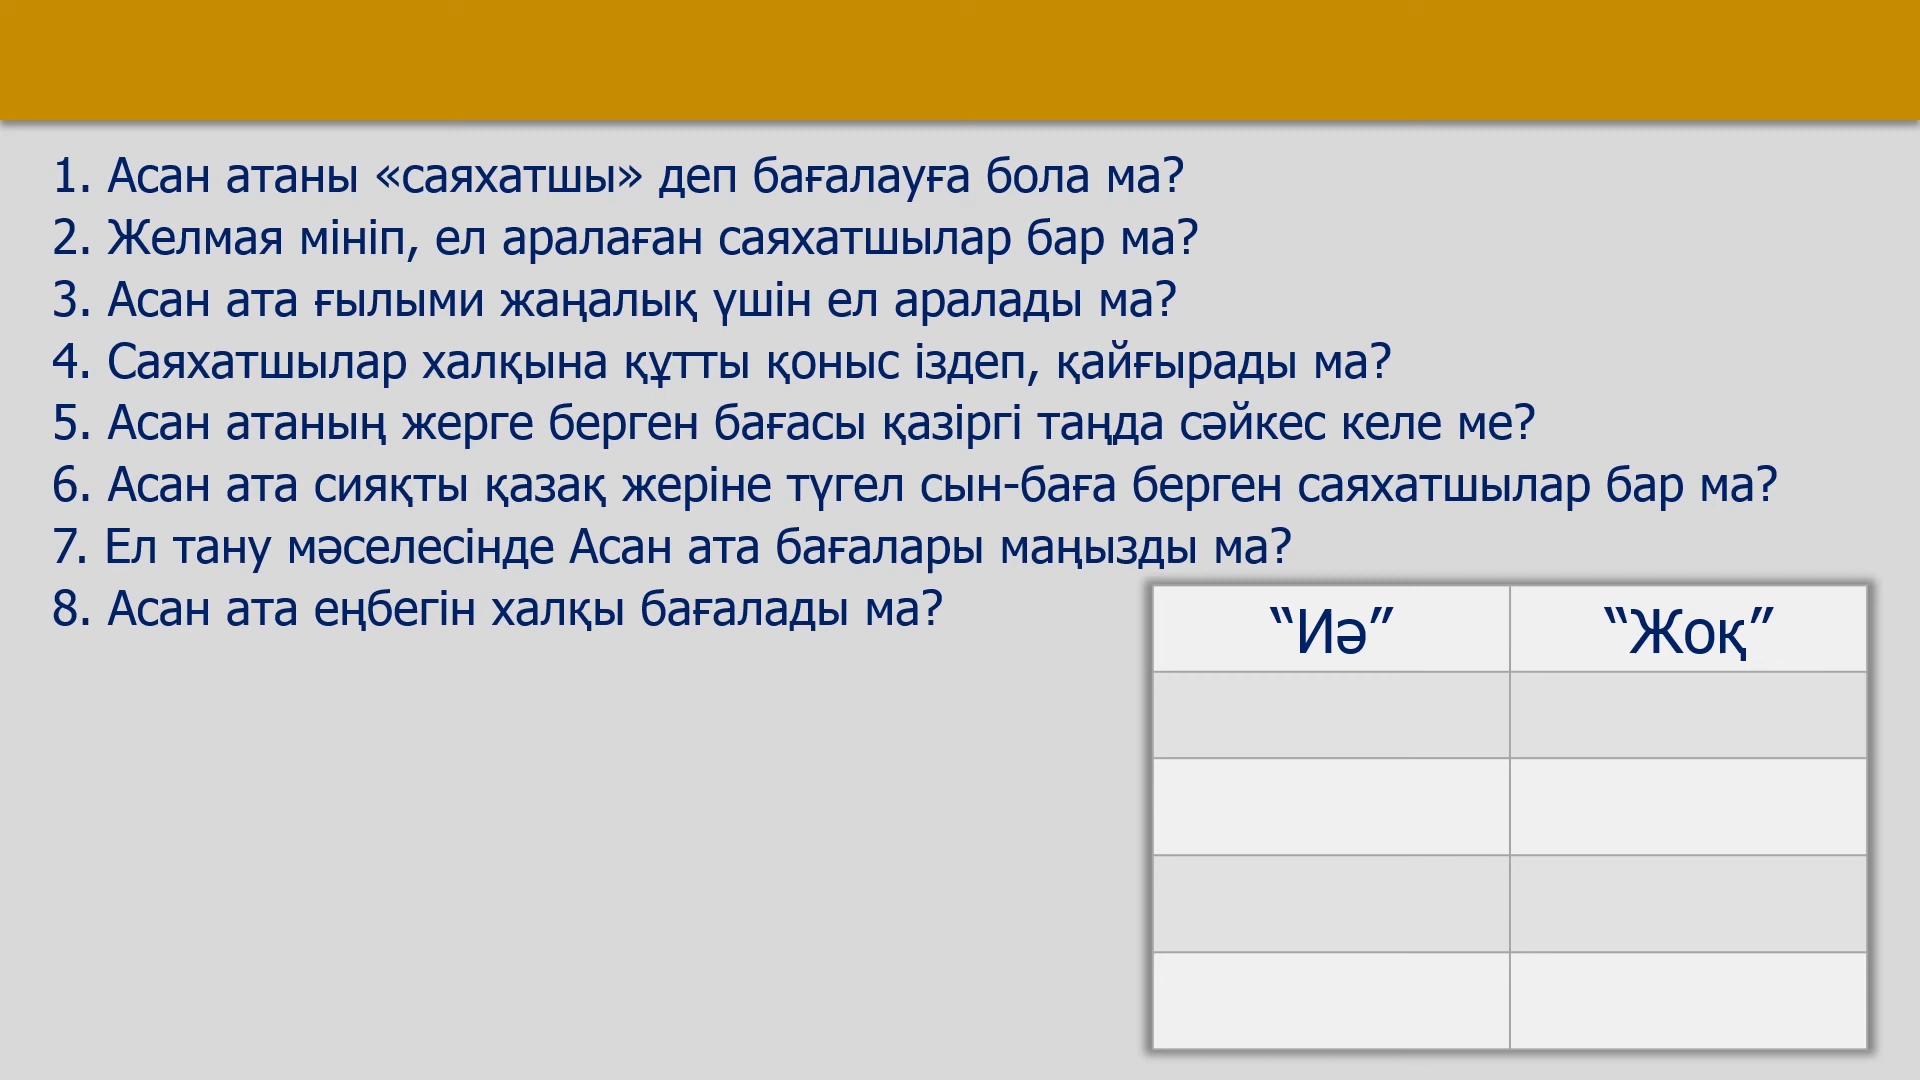 1. Асан атаны «саяхатшы» деп бағалауға бола ма?
2. Желмая мініп, ел аралаған саяхатшылар бар ма?
3. Асан ата ғылыми жаңалық үшін ел аралады ма?
4. Саяхатшылар халқына құтты қоныс іздеп, қайғырады ма?
5. Асан атаның жерге берген бағасы қазіргі таңда сәйкес келе ме?
6. Асан ата сияқты қазақ жеріне түгел сын-баға берген саяхатшылар бар ма?
7. Ел тану мәселесінде Асан ата бағалары маңызды ма?
8. Асан ата еңбегін халқы бағалады ма?
“Иә” “Жоқ”